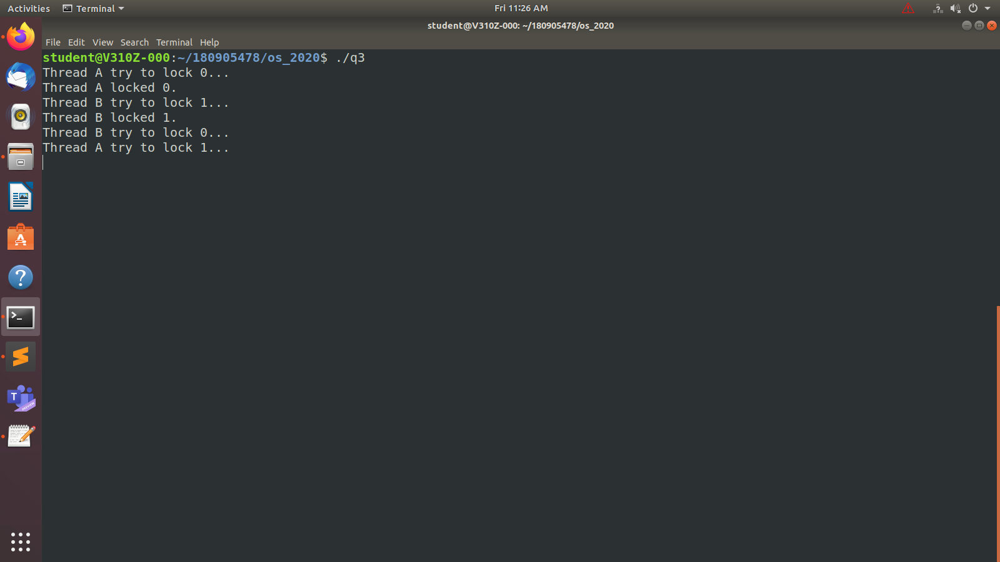 Activities Terminal Fri 11:26 AM
student@V310Z-000: ~/180905478/os_2020
File Edit View Search Terminal Help
student@V310Z-000:~/180905478/os_2020$ ./q3
Thread A try to lock 0...
Thread A locked 0.
Thread B try to lock 1...
Thread B locked 1.
Thread B try to lock 0...
Thread A try to lock 1...